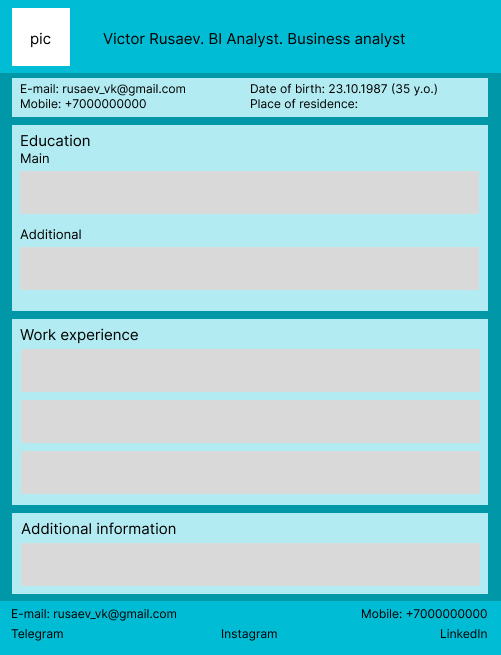 pic
Victor Rusaev. BI Analyst. Business analyst
E-mail: rusaev_vk@gmail.com
Date of birth: 23.10.1987 (35 y.o.)
Mobile: +7000000000
Place of residence:
Education
Main
Additional
Work experience
Additional information
E-mail: rusaev_vk@gmail.com
Mobile: +7000000000
Telegram
Instagram
LinkedIn